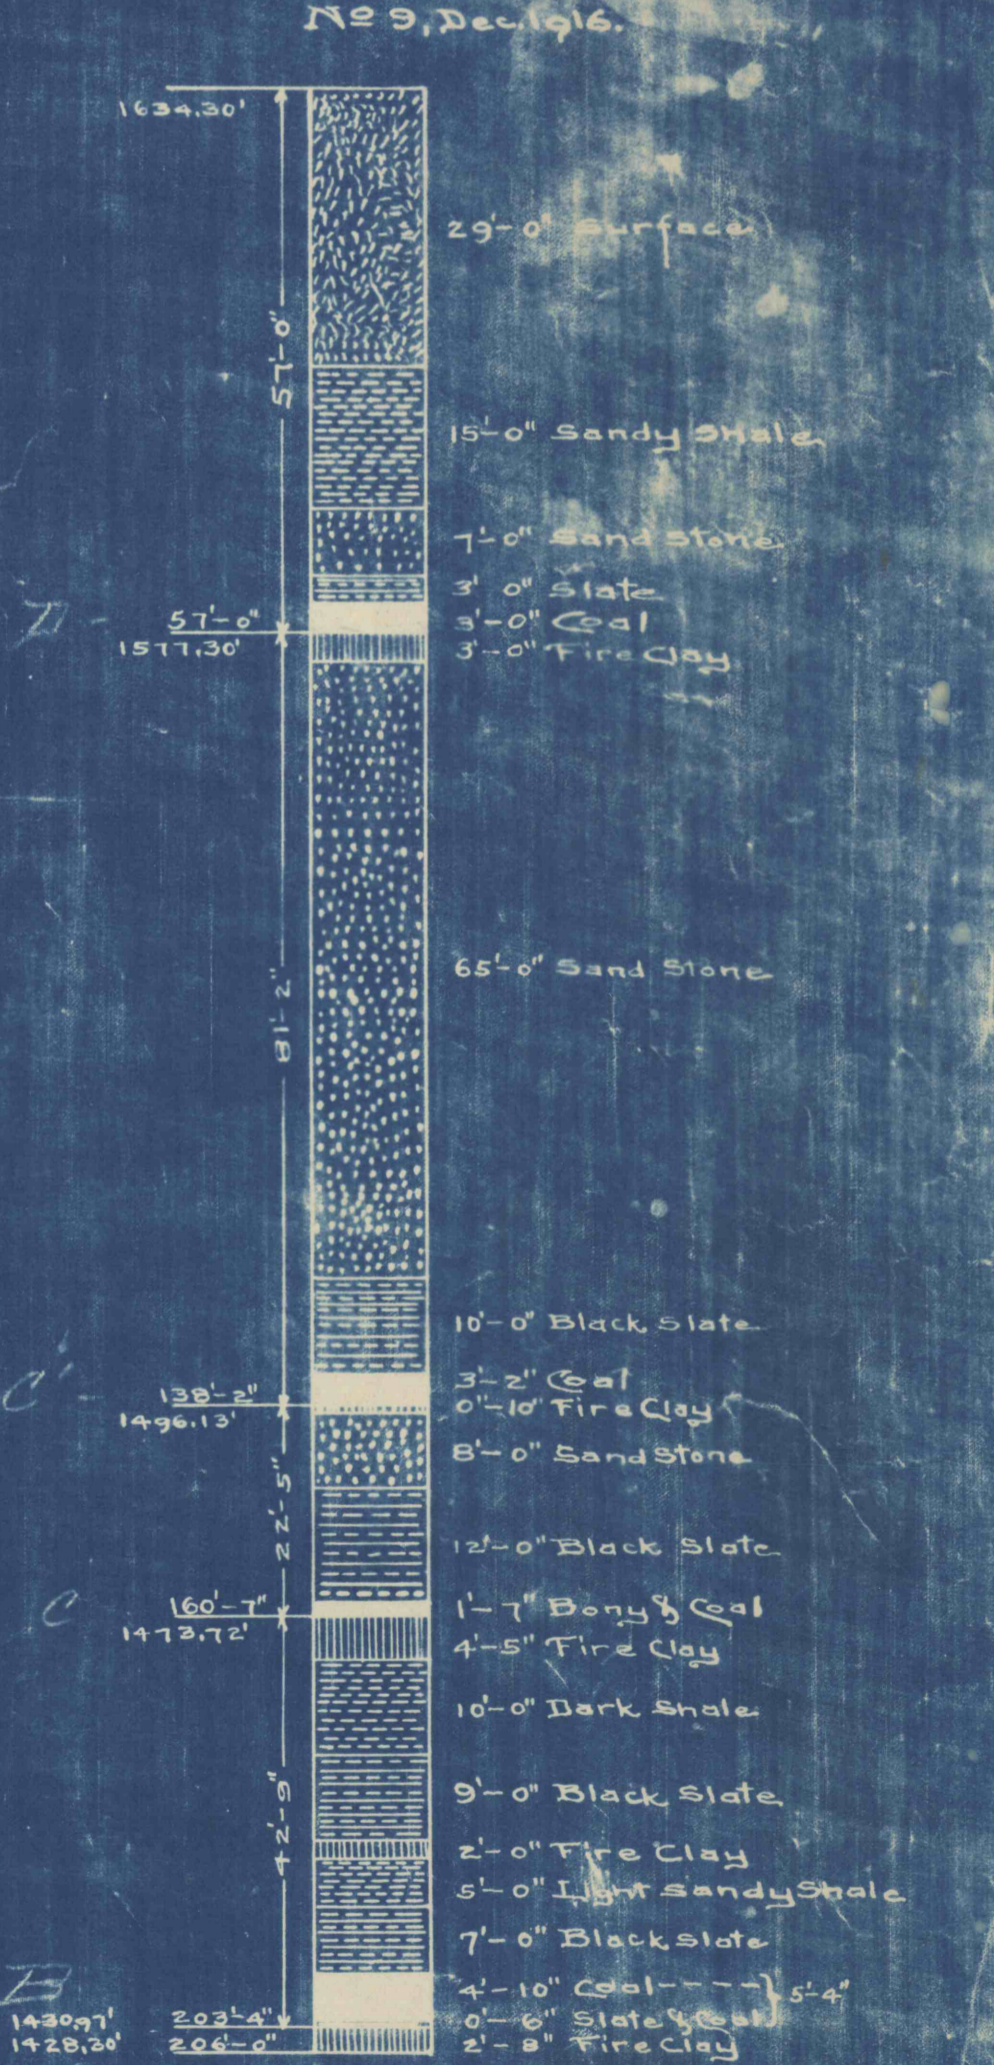 No 9, Dec. 1916.
1634.30'
29'-0" Surface
57'-0"
15'-0" Sandy Shale
7'-0" Sand Stone
3' 0" Slate
D
57'-0"
3'-0" Coal
1577.30'
3'-0" Fire Clay
65'-0" Sand Stone
81'-2"
10'-0" Black Slate
C'
3'-2" Coal
138'-2"
0'-10" Fire Clay
1496.13'
8'-0" Sand Stone
22'-5"
12'-0" Black Slate
C
160'-7"
1'-7" Bony & Coal
1473.72'
4'-5" Fire Clay
10'-0" Dark Shale
42'-9"
9'-0" Black Slate
2'-0" Fire Clay
5'-0" Light Sandy Shale
7'-0" Black Slate
B
4'-10" Coal---- } 5'-4"
1430.97' 203'-4" 0'-6" Slate & Coal
1428.30' 206'-0" 2'-8" Fire Clay